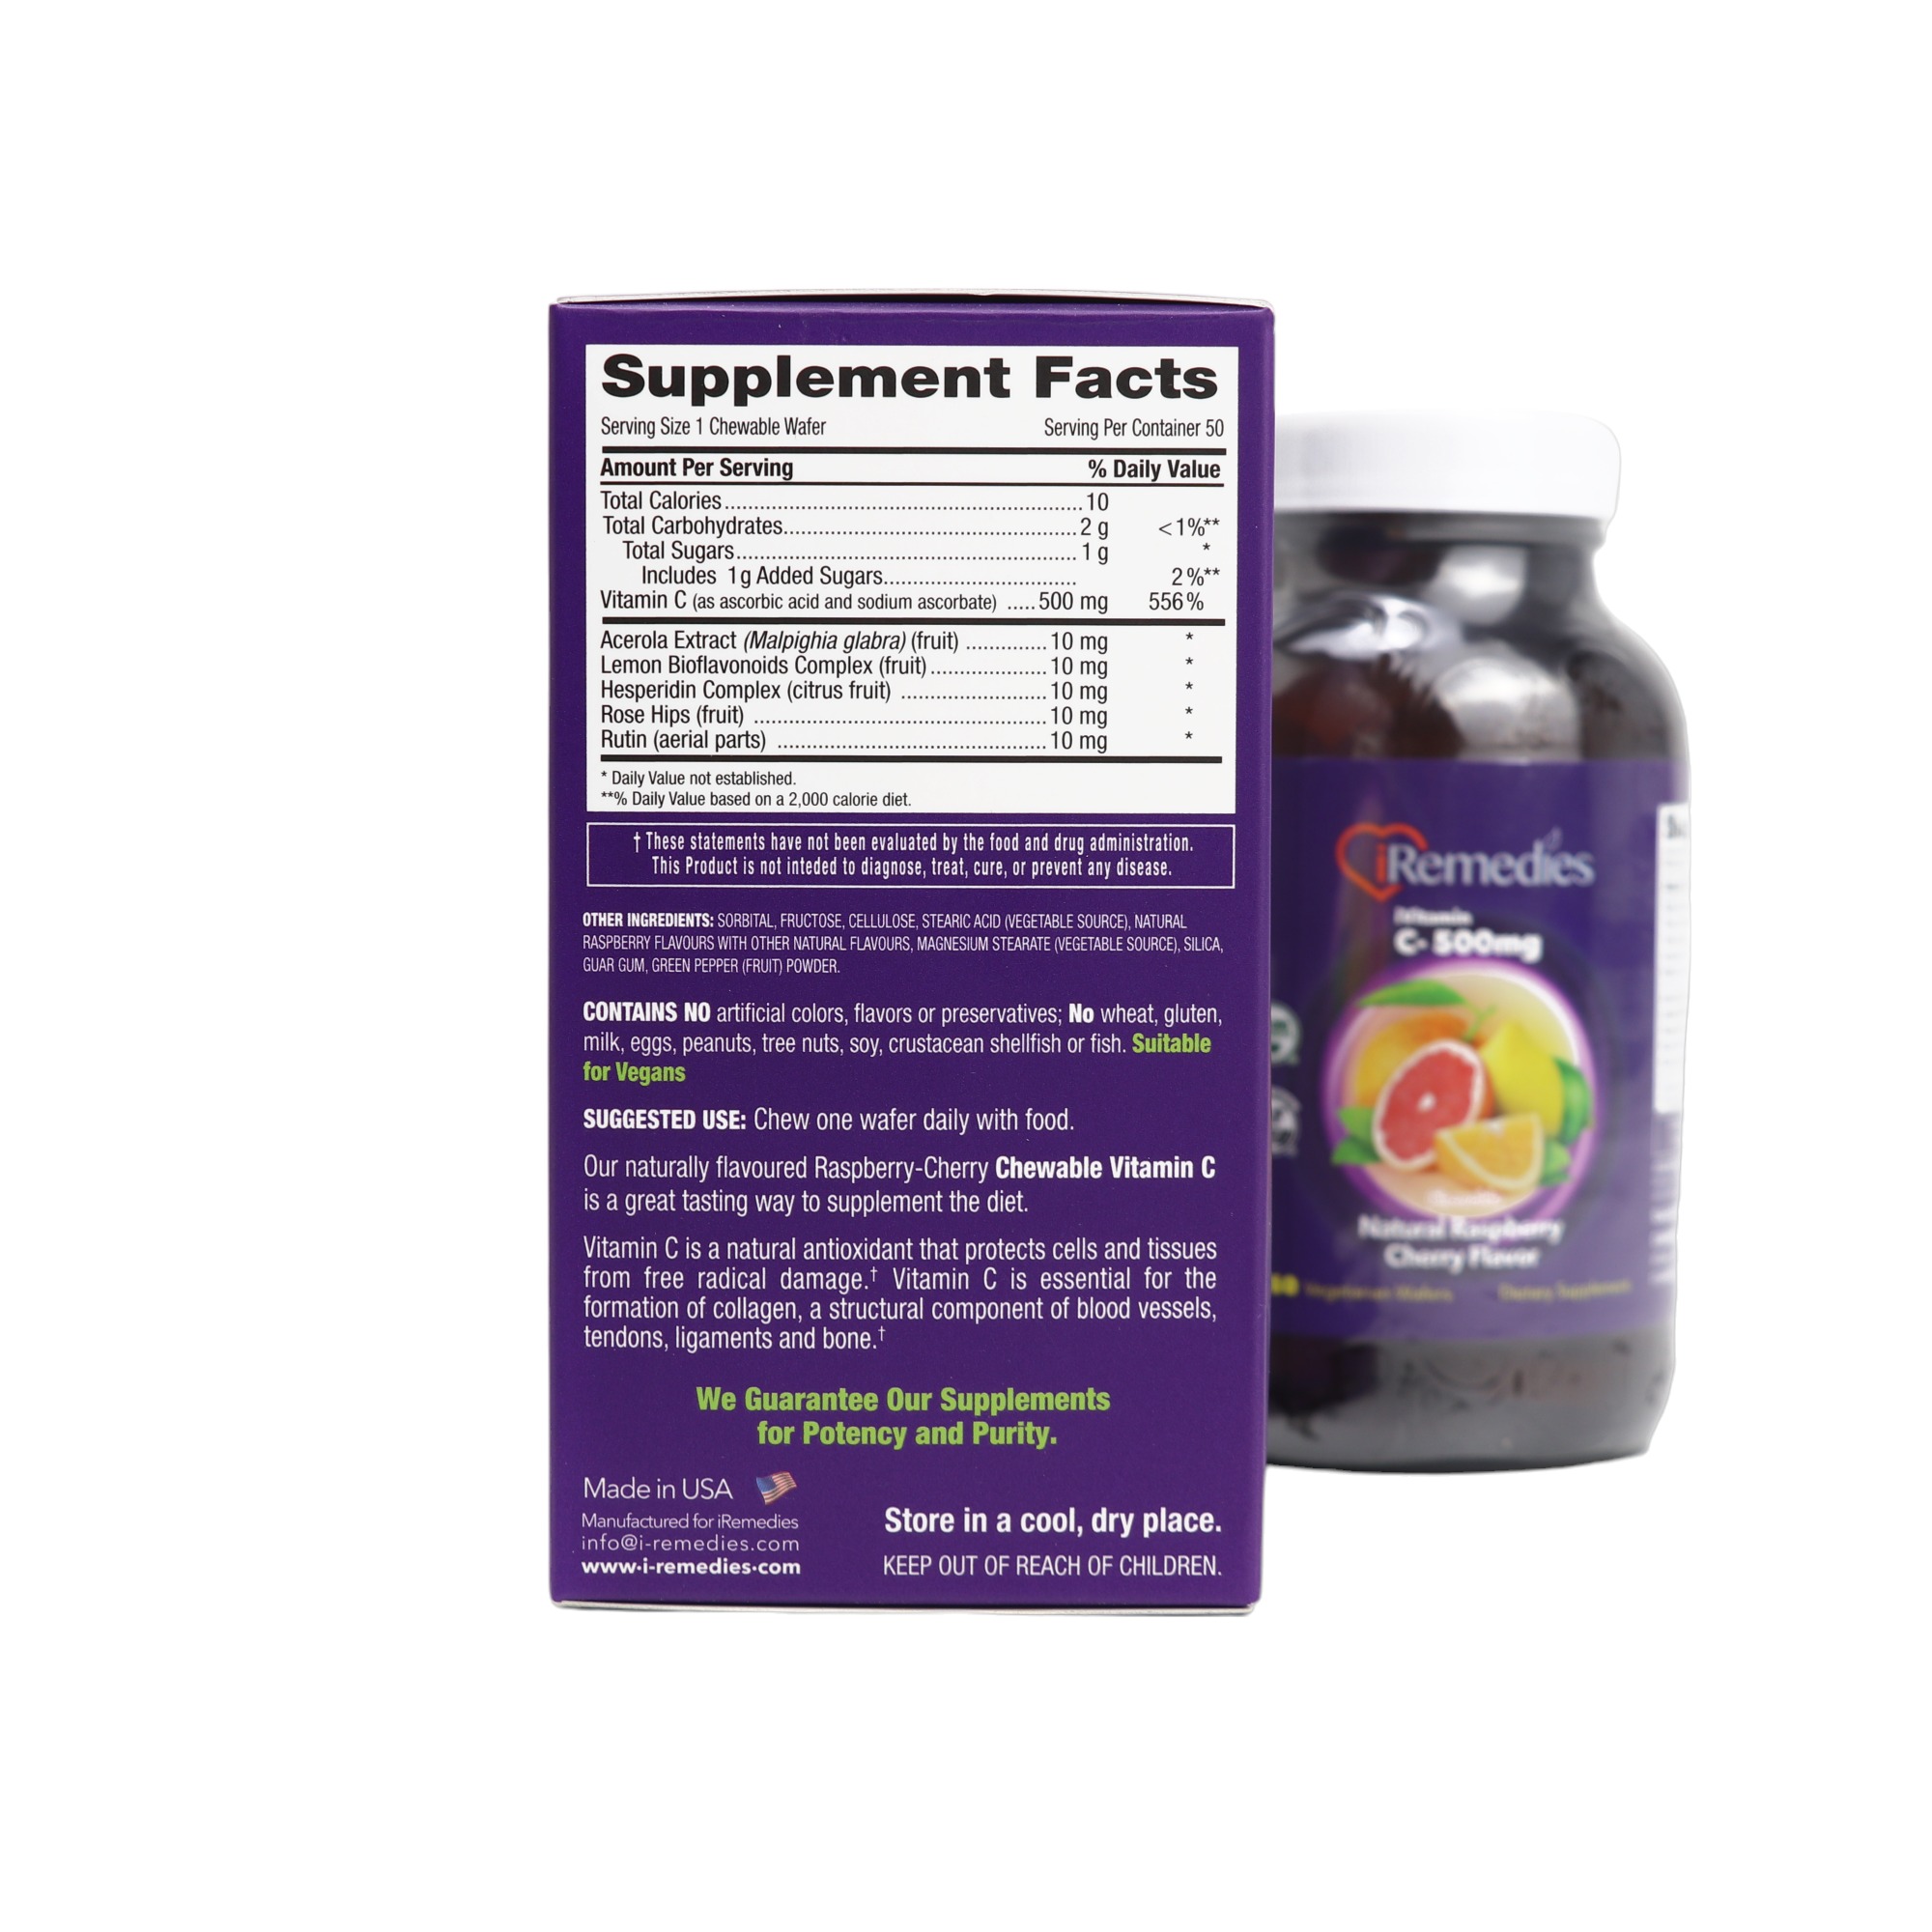 Supplement Facts
Serving Size 1 Chewable Wafer Serving Per Container 50
Amount Per Serving % Daily Value
Total Calories 10
Total Carbohydrates 2 g <1%**
Total Sugars 1 g *
Includes 1g Added Sugars 2%**
Vitamin C (as ascorbic acid and sodium ascorbate) 500 mg 556%
Acerola Extract (Malpighia glabra) (fruit) 10 mg *
Lemon Bioflavonoids Complex (fruit) 10 mg *
Hesperidin Complex (citrus fruit) 10 mg *
Rose Hips (fruit) 10 mg *
Rutin (aerial parts) 10 mg *
* Daily Value not established.
**% Daily Value based on a 2,000 calorie diet.
† These statements have not been evaluated by the food and drug administration.
This Product is not inteded to diagnose, treat, cure, or prevent any disease.
OTHER INGREDIENTS: SORBITAL, FRUCTOSE, CELLULOSE, STEARIC ACID (VEGETABLE SOURCE), NATURAL
RASPBERRY FLAVOURS WITH OTHER NATURAL FLAVOURS, MAGNESIUM STEARATE (VEGETABLE SOURCE), SILICA,
GUAR GUM, GREEN PEPPER (FRUIT) POWDER.
CONTAINS NO artificial colors, flavors or preservatives; No wheat, gluten,
milk, eggs, peanuts, tree nuts, soy, crustacean shellfish or fish. Suitable
for Vegans
SUGGESTED USE: Chew one wafer daily with food.
Our naturally flavoured Raspberry-Cherry Chewable Vitamin C
is a great tasting way to supplement the diet.
Vitamin C is a natural antioxidant that protects cells and tissues
from free radical damage.† Vitamin C is essential for the
formation of collagen, a structural component of blood vessels,
tendons, ligaments and bone.†
We Guarantee Our Supplements
for Potency and Purity.
Made in USA
Manufactured for iRemedies
info@i-remedies.com
www.i-remedies.com
Store in a cool, dry place.
KEEP OUT OF REACH OF CHILDREN.
iRemedies
iVitamin
C- 500mg
Natural Raspberry
Cherry Flavor
Vegetarian Wafers Dietary Supplement